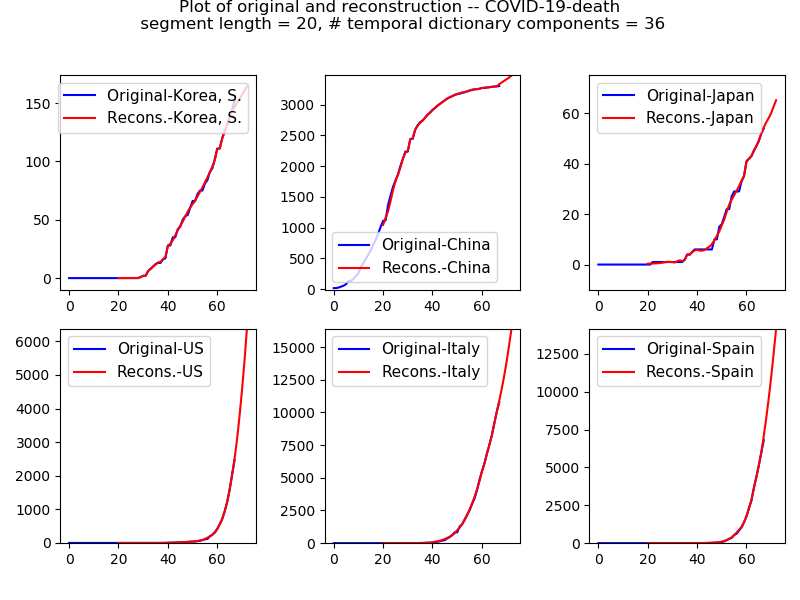 Plot of original and reconstruction -- COVID-19-death
segment length = 20, # temporal dictionary components = 36
150
100
50
0
0 20 40 60
Original-Korea, S.
Recons.-Korea, S.
3000
2500
2000
1500
1000
500
0
0 20 40 60
Original-China
Recons.-China
60
40
20
0
0 20 40 60
Original-Japan
Recons.-Japan
6000
5000
4000
3000
2000
1000
0
0 20 40 60
Original-US
Recons.-US
15000
12500
10000
7500
5000
2500
0
0 20 40 60
Original-Italy
Recons.-Italy
12500
10000
7500
5000
2500
0
0 20 40 60
Original-Spain
Recons.-Spain